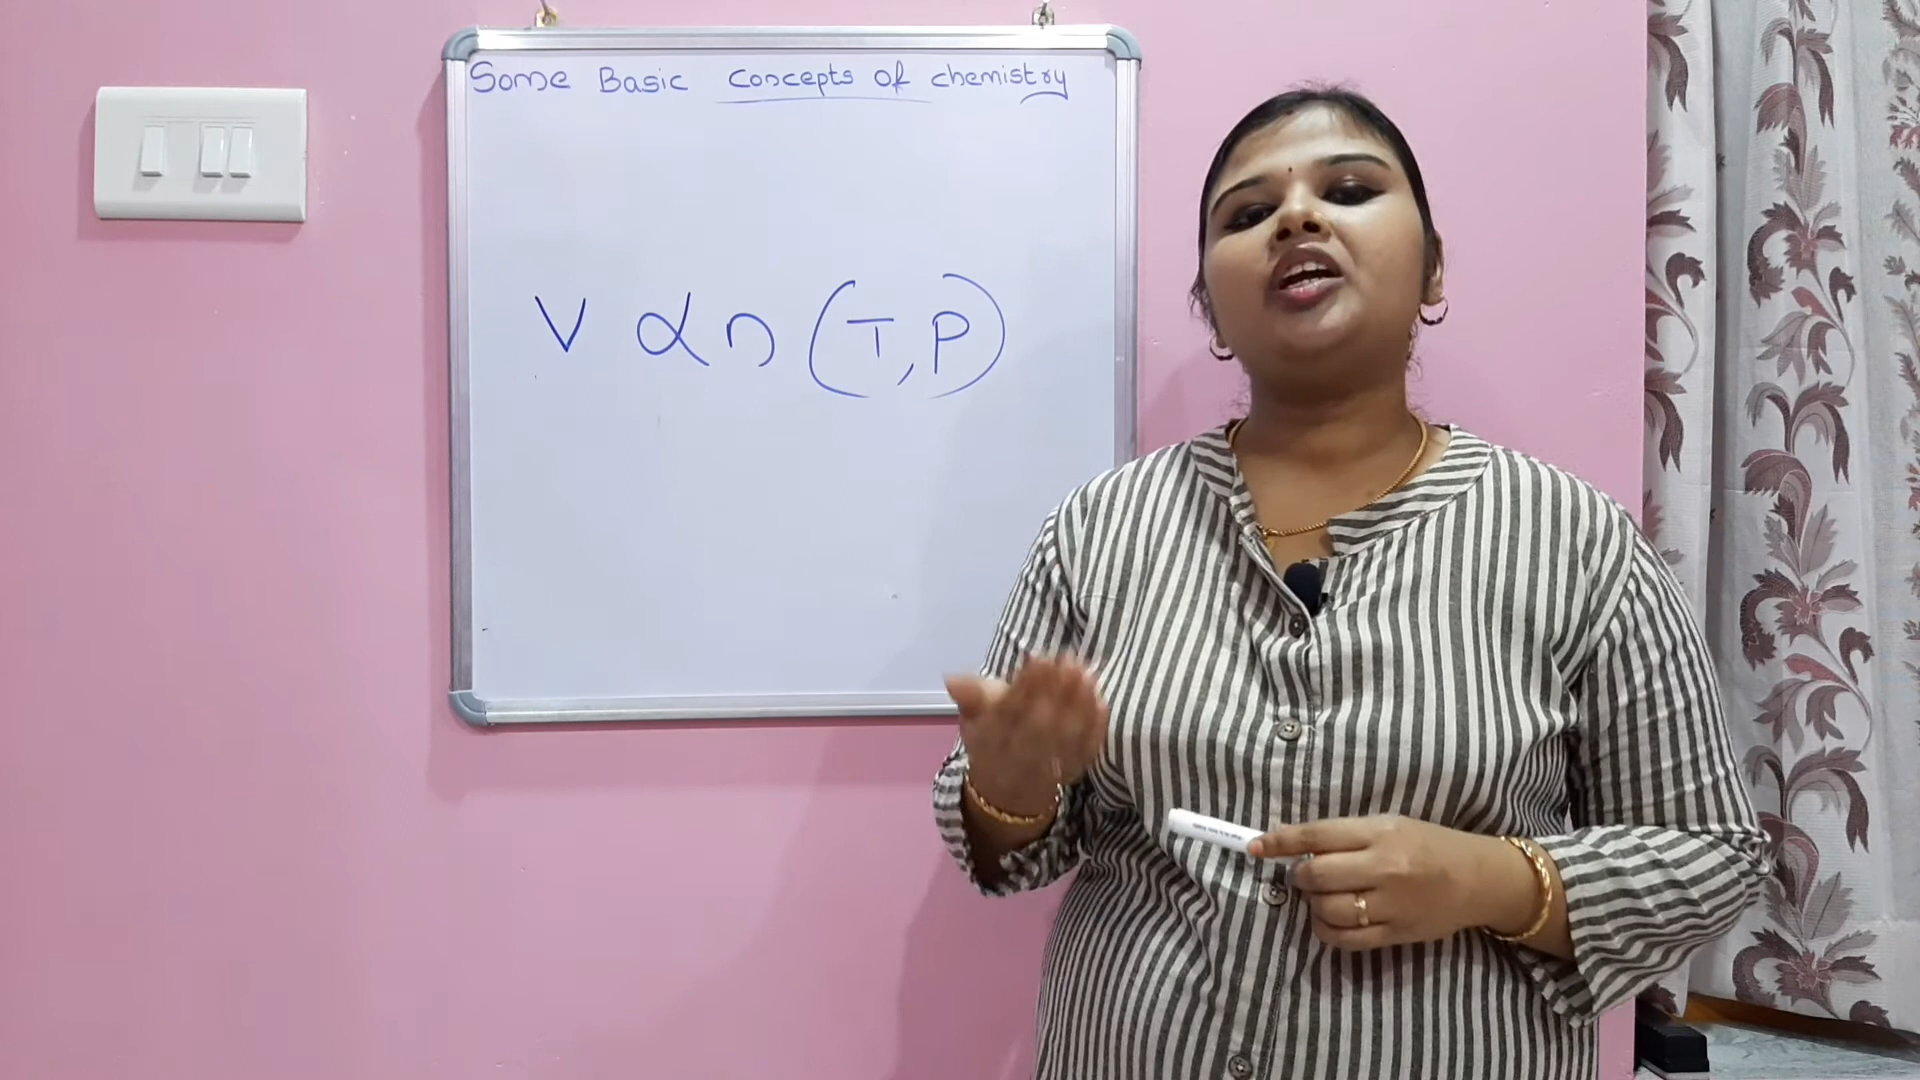 Some Basic Concepts of chemistry
V ∝ n (T, P)